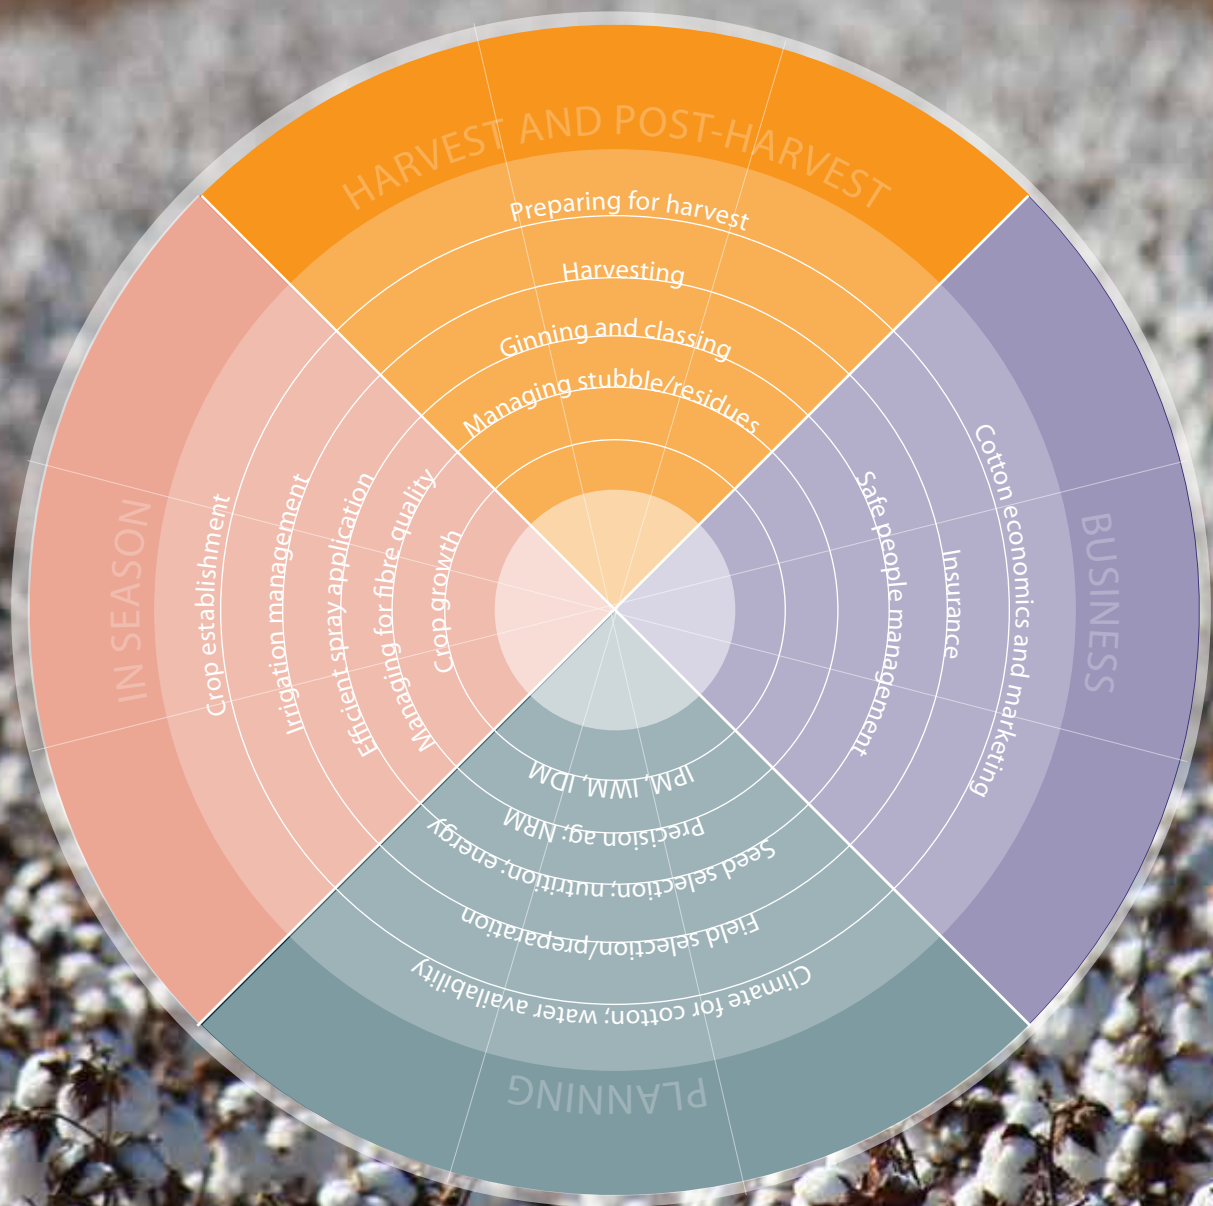 HARVEST AND POST-HARVEST
Preparing for harvest
Harvesting
Ginning and classing
Managing stubble/residues
BUSINESS
Cotton economics and marketing
Insurance
Safe people management
PLANNING
Climate for cotton; water availability
Field selection/preparation
Seed selection; nutrition; energy
Precision ag; NRM
IPM, IWM, IDM
IN SEASON
Crop establishment
Irrigation management
Efficient spray application
Managing for fibre quality
Crop growth